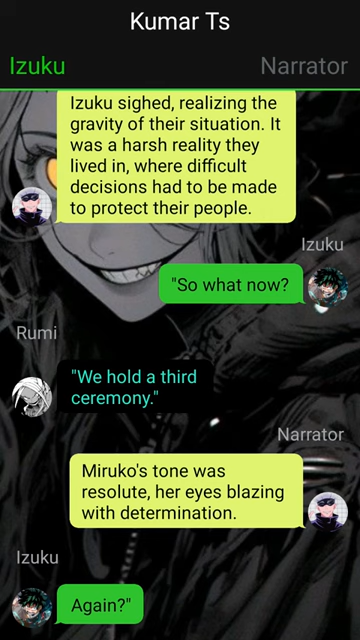 Kumar Ts
Izuku
Narrator
Izuku sighed, realizing the
gravity of their situation. It
was a harsh reality they
lived in, where difficult
decisions had to be made
to protect their people.
Izuku
"So what now?
Rumi
"We hold a third
ceremony."
Narrator
Miruko's tone was
resolute, her eyes blazing
with determination.
Izuku
Again?"